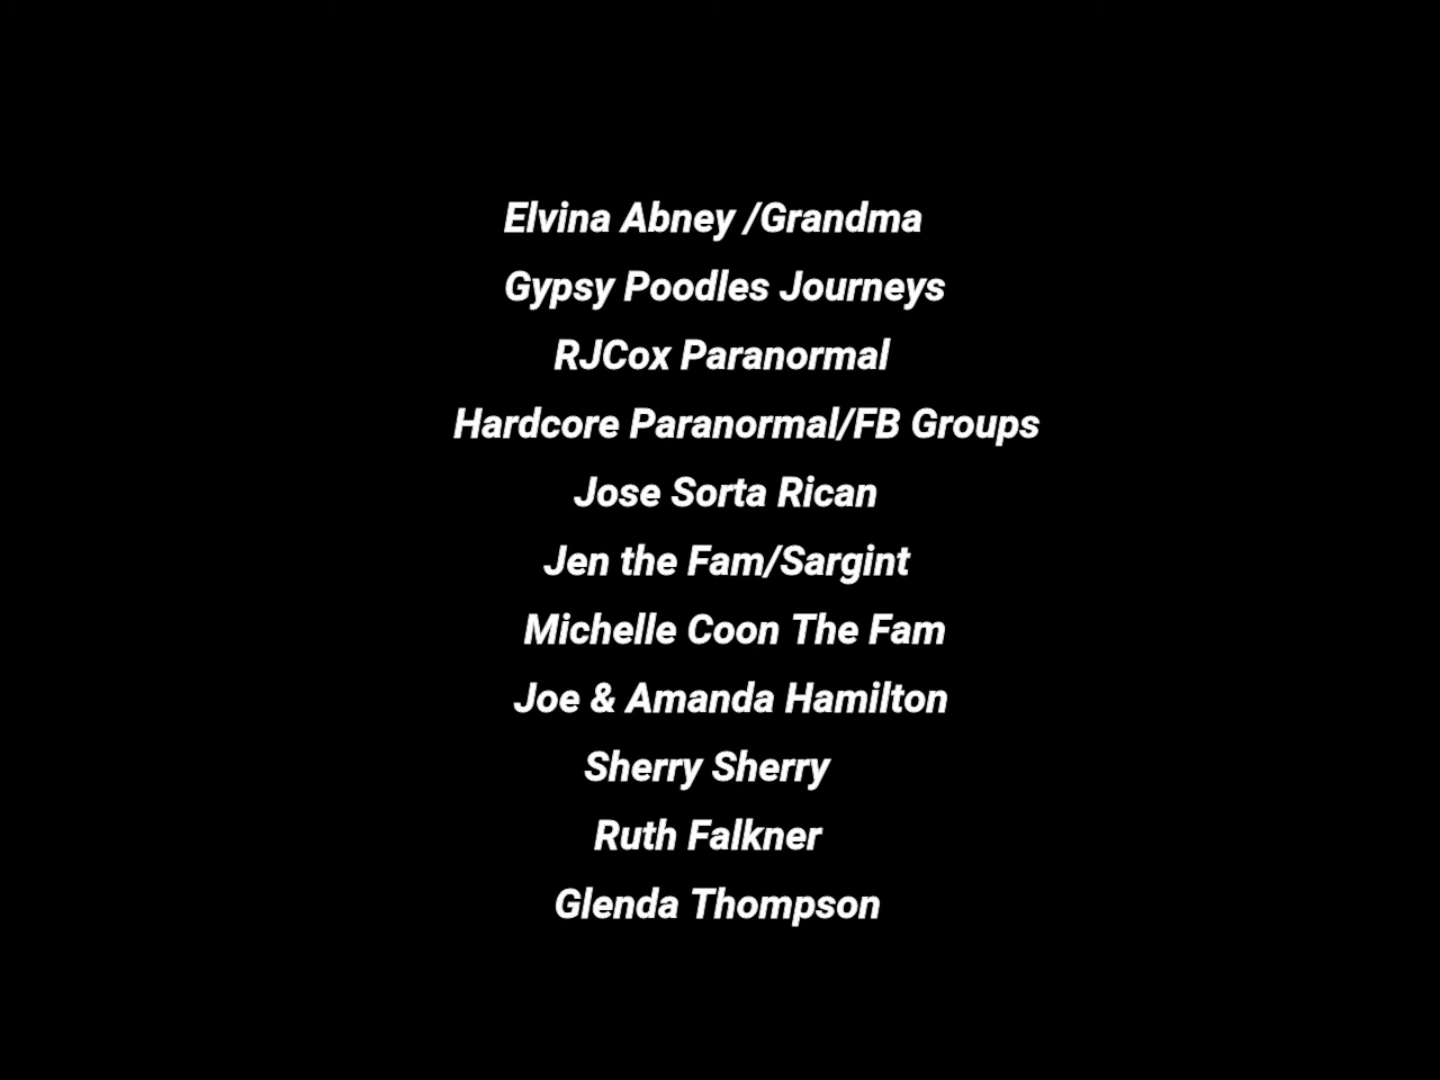 Elvina Abney /Grandma
Gypsy Poodles Journeys
RJCox Paranormal
Hardcore Paranormal/FB Groups
Jose Sorta Rican
Jen the Fam/Sargint
Michelle Coon The Fam
Joe & Amanda Hamilton
Sherry Sherry
Ruth Falkner
Glenda Thompson